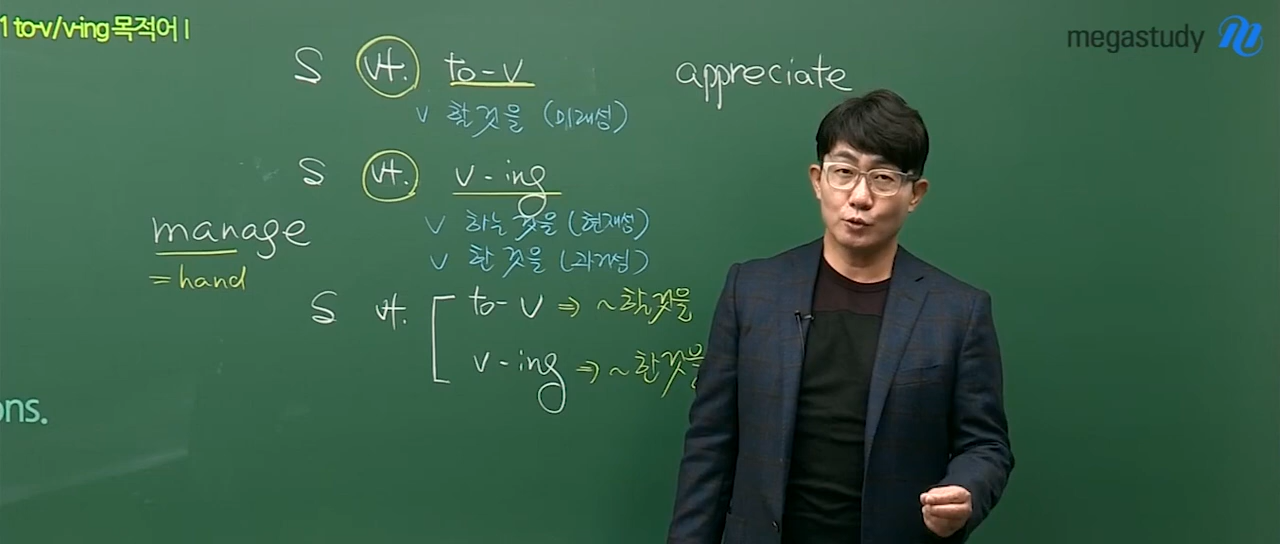 1 to-v/v-ing 목적어 1
megastudy
S vt. to-v
appreciate
v 할 것을 (미래성)
S vt. v-ing
v 하는 것을 (현재성)
manage
v 한 것을 (과거성)
= hand
S vt. to-v ⇒ ~할 것을
v-ing ⇒ ~한 것을
ons.